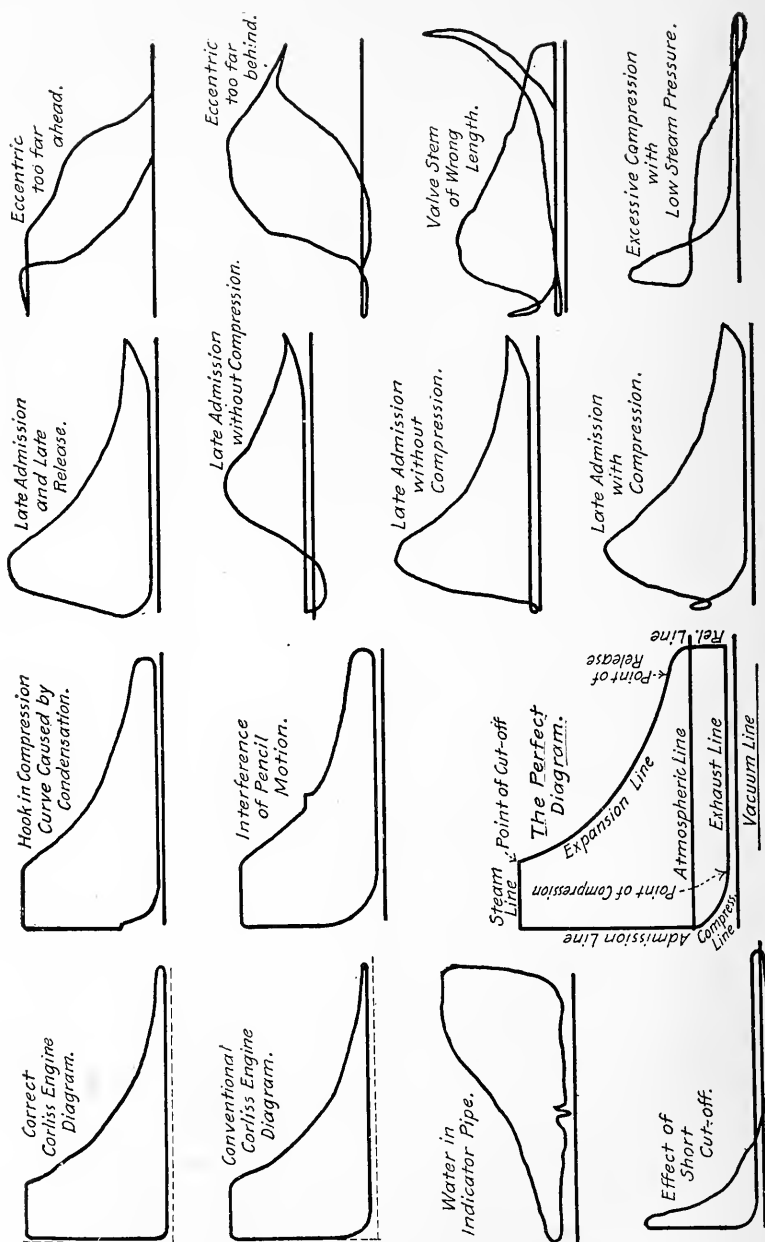 Correct
Corliss Engine
Diagram.
Hook in Compression
Curve Caused by
Condensation.
Late Admission
and Late
Release.
Eccentric
too far
ahead.
Conventional
Corliss Engine
Diagram.
Interference
of Pencil
Motion.
Late Admission
without Compression.
Eccentric
too far
behind.
Water in
Indicator Pipe.
Late Admission
without
Compression.
Valve Stem
of Wrong
Length.
Effect of
Short
Cut-off.
Steam
Line
Point of Cut-off
The Perfect
Diagram.
Expansion Line
Point of
Release
Rel. Line
Admission Line
Point of Compression
Atmospheric Line
Compress.
Line
Exhaust Line
Vacuum Line
Late Admission
with
Compression.
Excessive Compression
with
Low Steam Pressure.